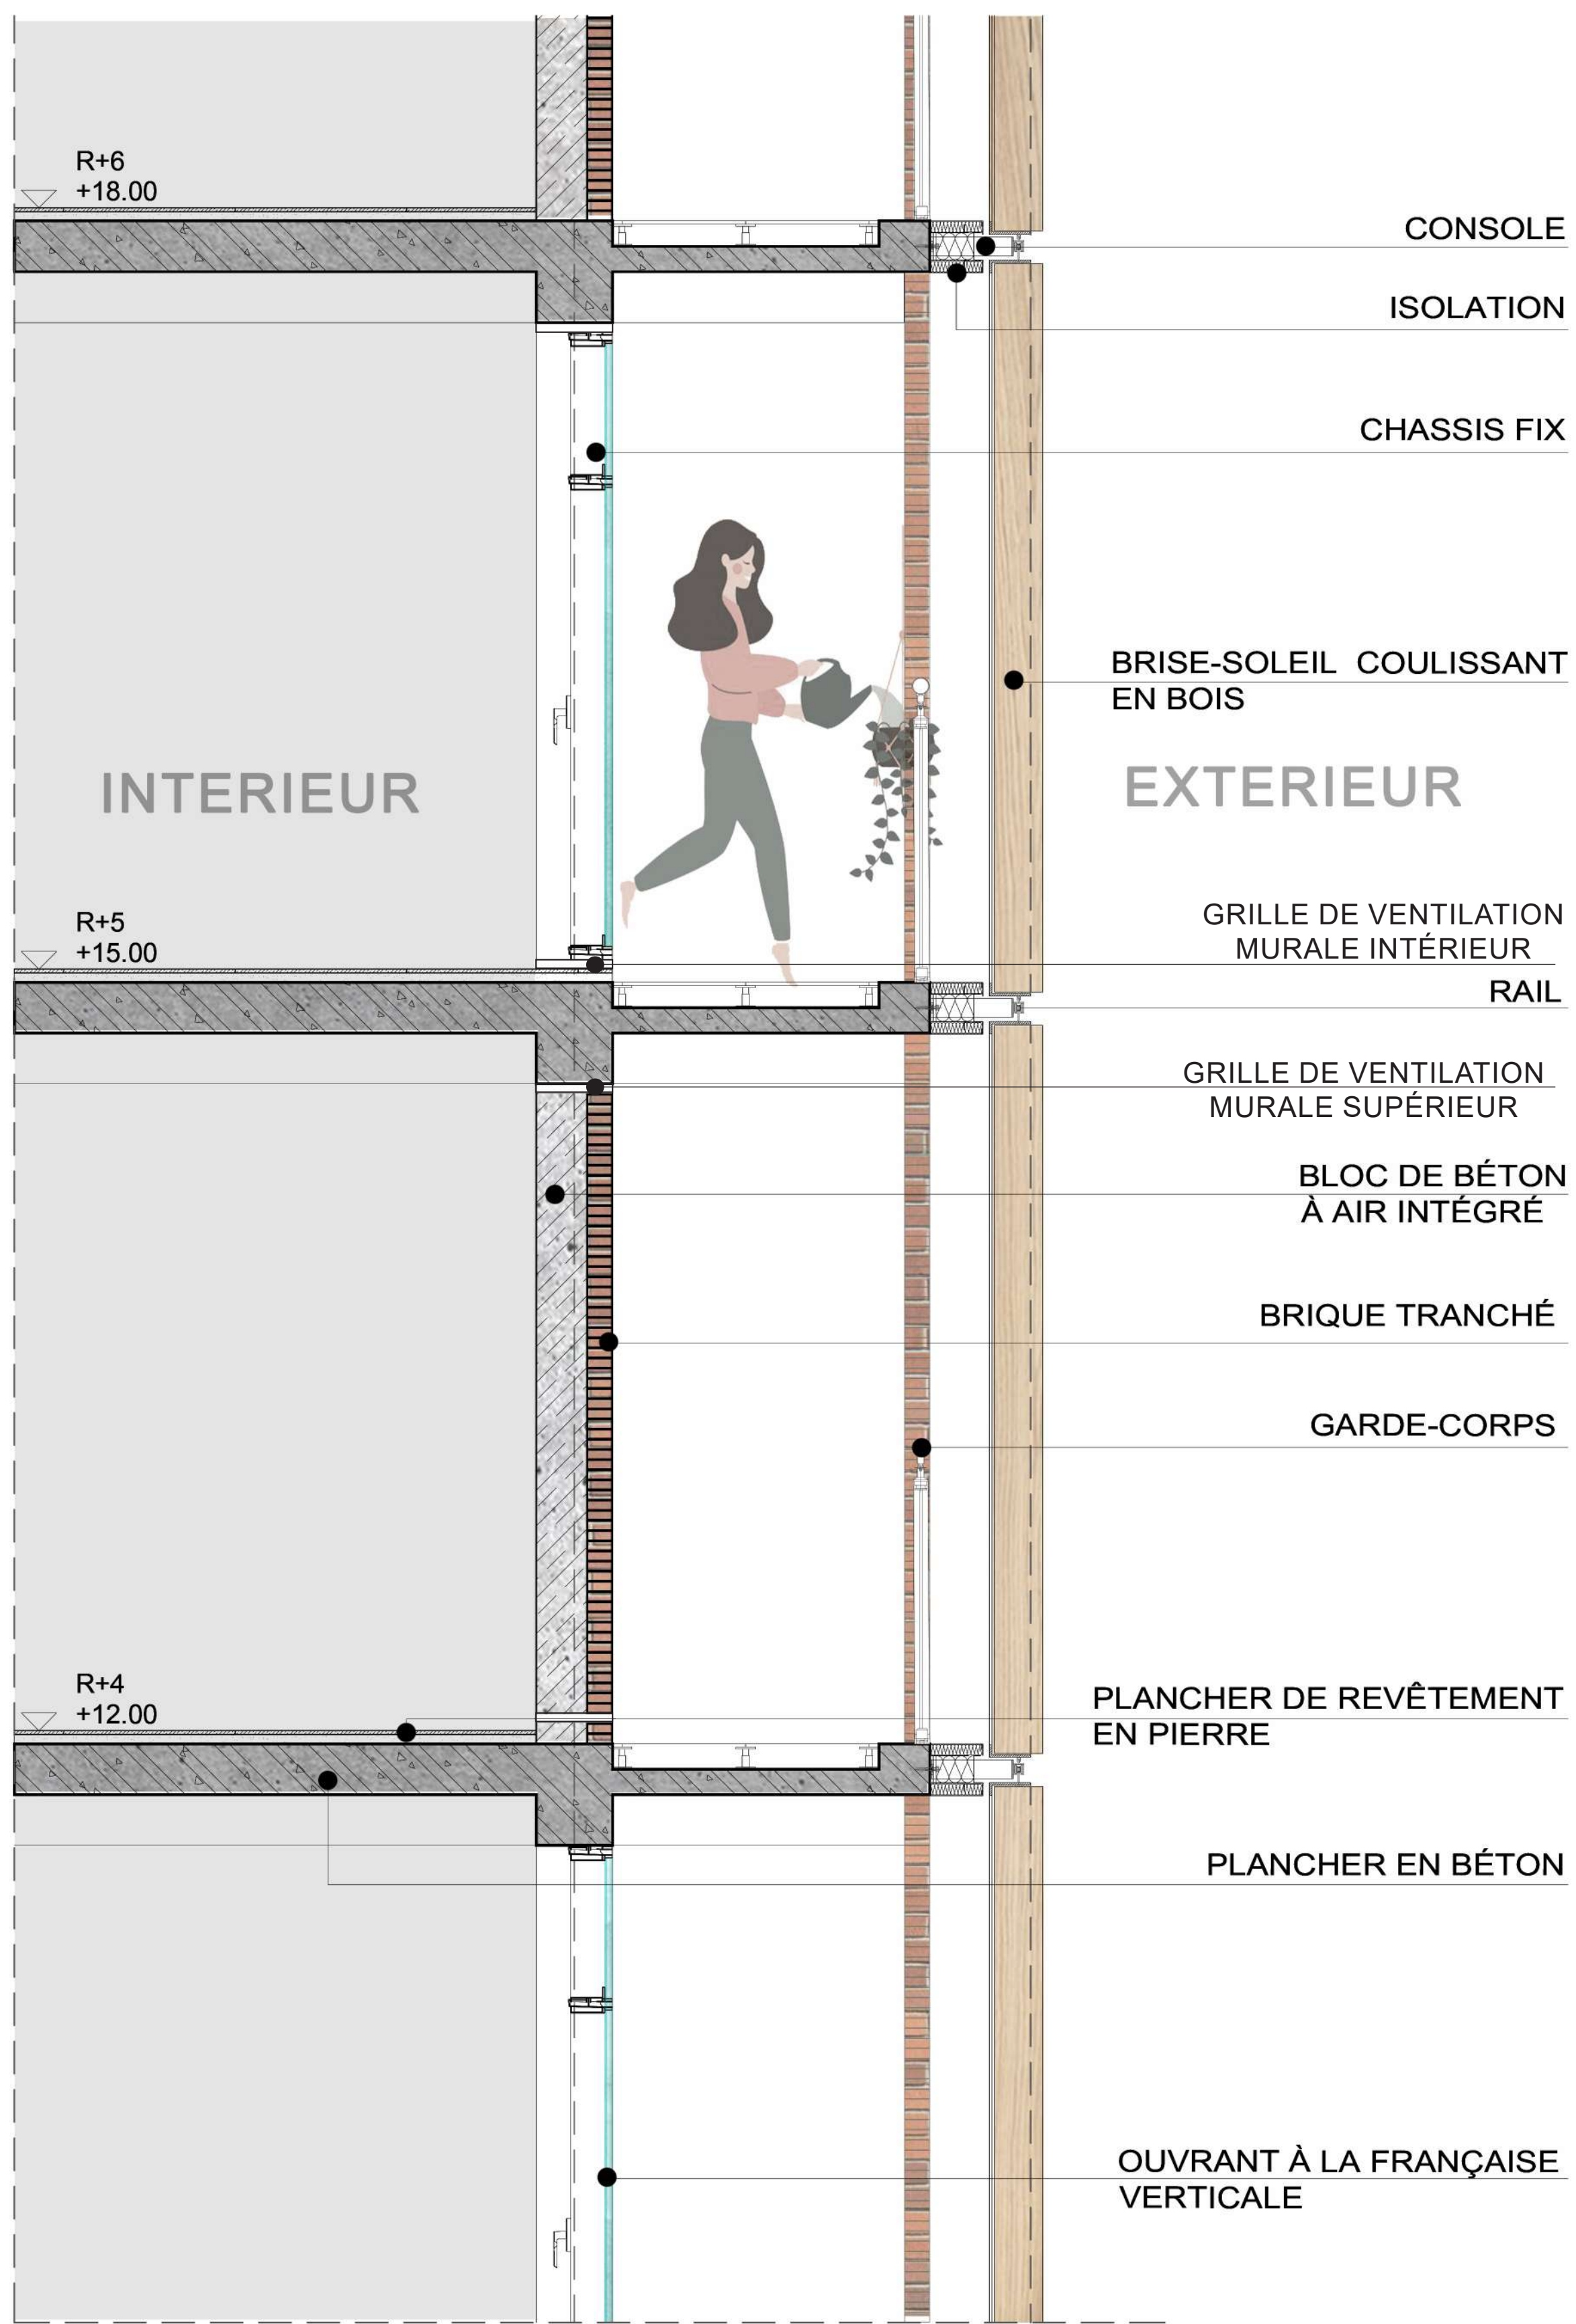 R+6
+18.00
CONSOLE
ISOLATION
CHASSIS FIX
BRISE-SOLEIL COULISSANT
EN BOIS
INTERIEUR
EXTERIEUR
GRILLE DE VENTILATION
MURALE INTÉRIEUR
R+5
+15.00
RAIL
GRILLE DE VENTILATION
MURALE SUPÉRIEUR
BLOC DE BÉTON
À AIR INTÉGRÉ
BRIQUE TRANCHÉ
GARDE-CORPS
R+4
+12.00
PLANCHER DE REVÊTEMENT
EN PIERRE
PLANCHER EN BÉTON
OUVRANT À LA FRANÇAISE
VERTICALE